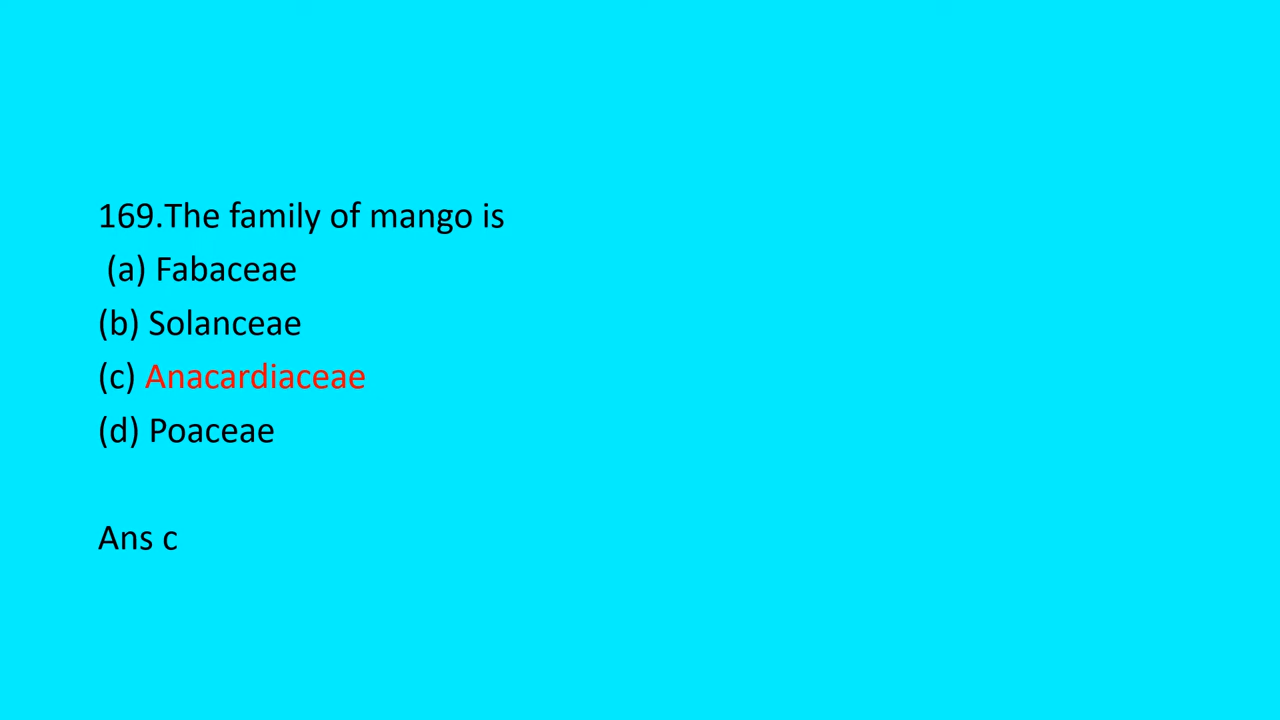 169.The family of mango is
(a) Fabaceae
(b) Solanceae
(c) Anacardiaceae
(d) Poaceae
Ans c